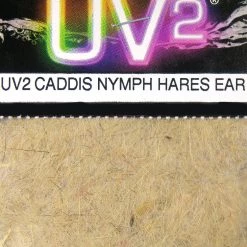 UV2®
UV2 CADDIS NYMPH HARES EAR